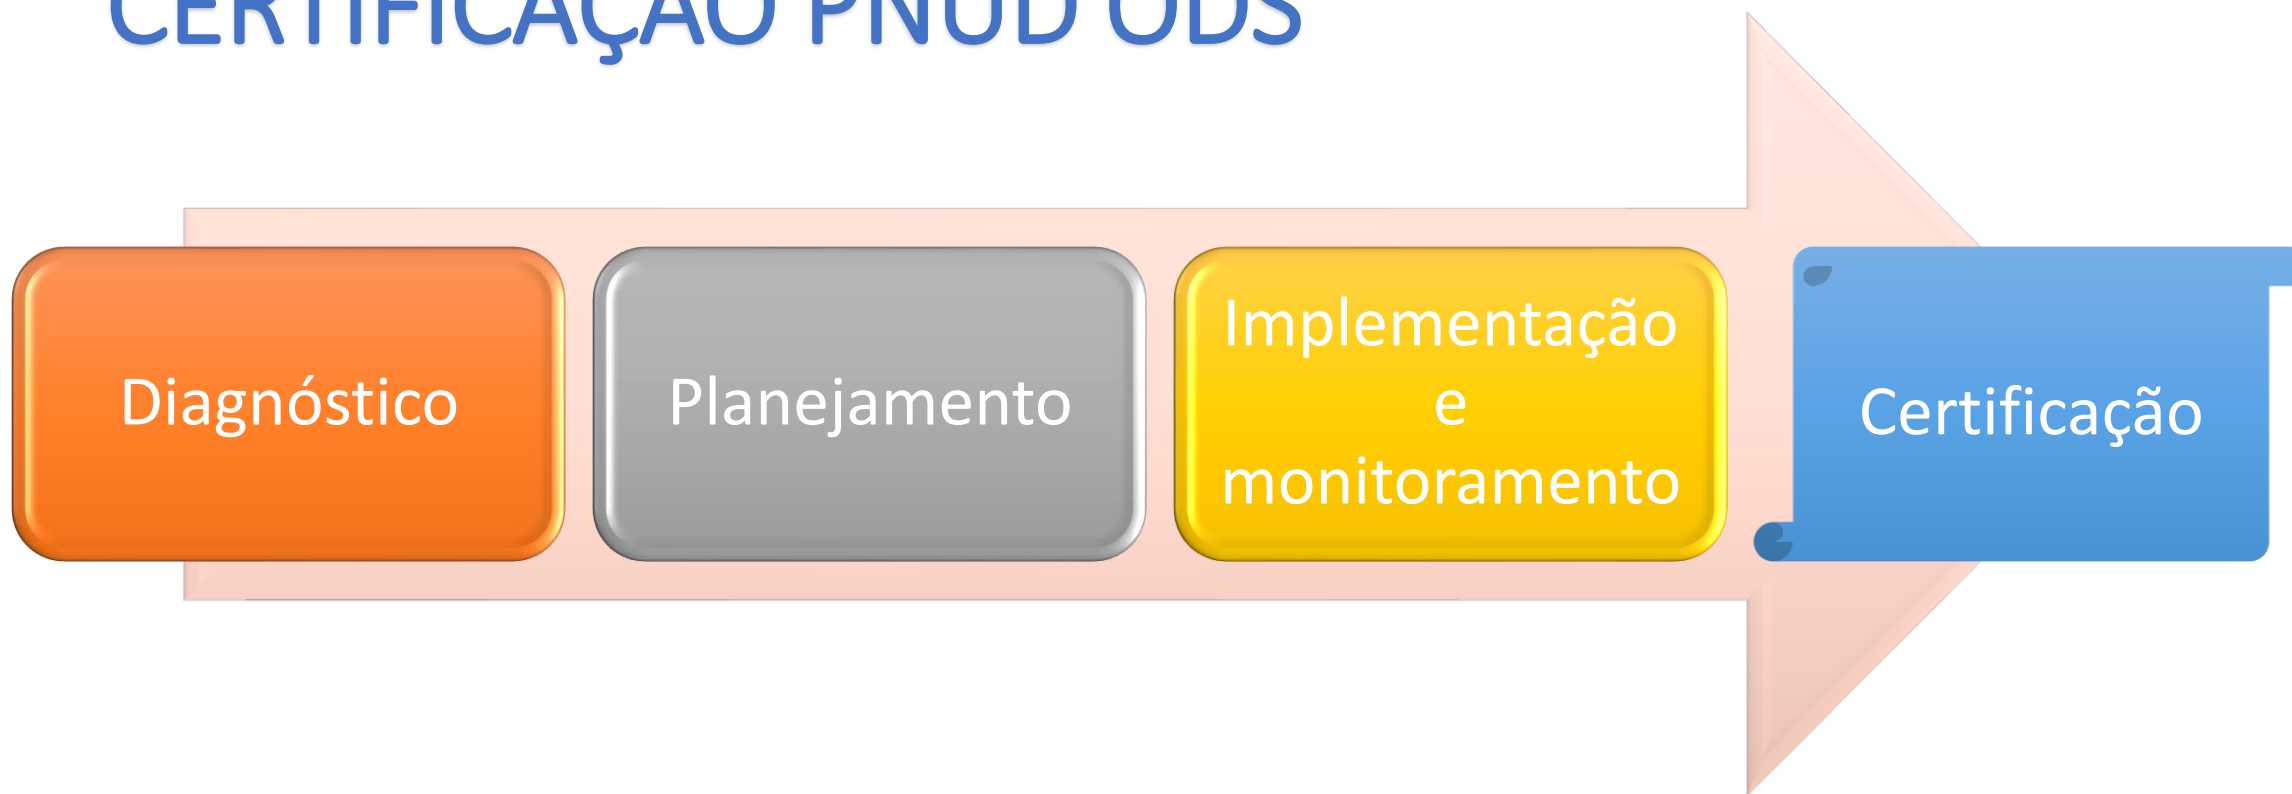 CERTIFICAÇÃO PNUD ODS
Diagnóstico
Planejamento
Implementação
e
monitoramento
Certificação